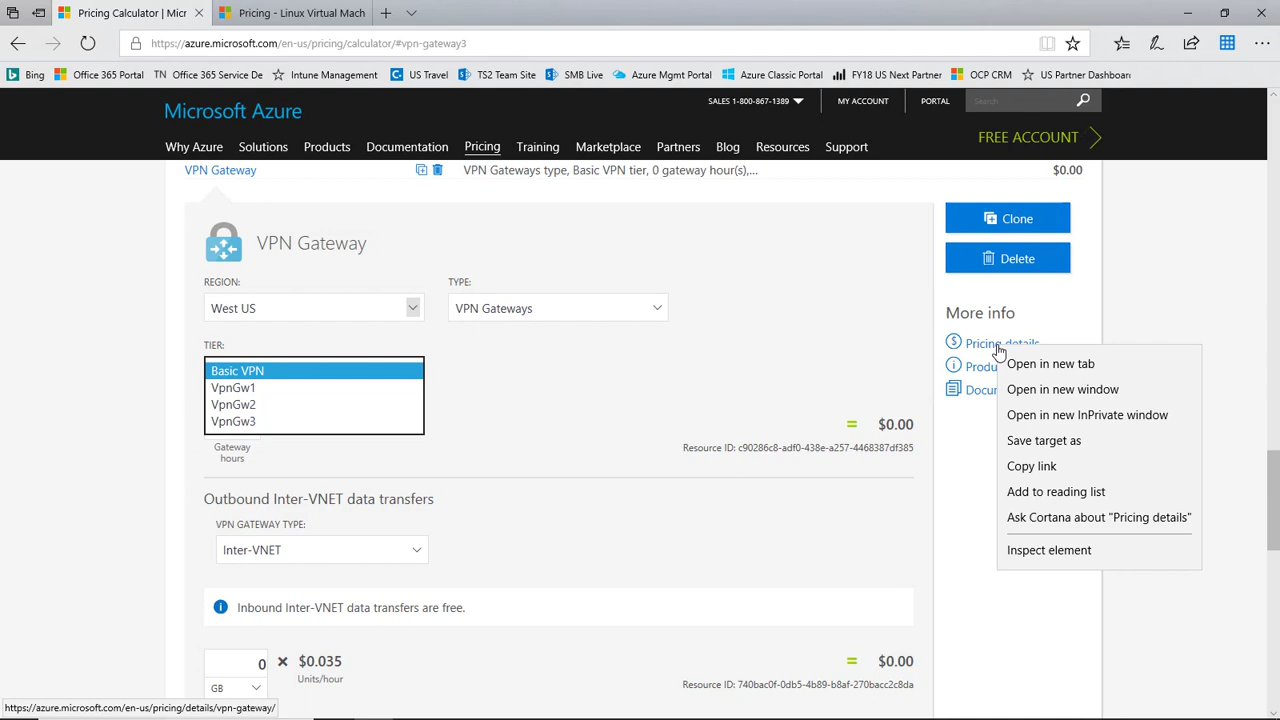 Pricing Calculator | Micr
Pricing - Linux Virtual Mach
https://azure.microsoft.com/en-us/pricing/calculator/#vpn-gateway3
Bing
Office 365 Portal
TN Office 365 Service De
Intune Management
US Travel
TS2 Team Site
SMB Live
Azure Mgmt Portal
Azure Classic Portal
FY18 US Next Partner
OCP CRM
US Partner Dashboard
Microsoft Azure
SALES 1-800-867-1389
MY ACCOUNT
PORTAL
Search
FREE ACCOUNT
Why Azure
Solutions
Products
Documentation
Pricing
Training
Marketplace
Partners
Blog
Resources
Support
VPN Gateway
VPN Gateways type, Basic VPN tier, 0 gateway hour(s),...
$0.00
VPN Gateway
Clone
Delete
REGION:
TYPE:
West US
VPN Gateways
More info
TIER:
Pricing details
Basic VPN
VpnGw1
VpnGw2
VpnGw3
Produ
Docum
Open in new tab
Open in new window
Open in new InPrivate window
Save target as
Copy link
Add to reading list
Ask Cortana about "Pricing details"
Inspect element
= $0.00
Gateway
hours
Resource ID: c90286c8-adf0-438e-a257-4468387df385
Outbound Inter-VNET data transfers
VPN GATEWAY TYPE:
Inter-VNET
Inbound Inter-VNET data transfers are free.
0
× $0.035
= $0.00
Units/hour
GB
Resource ID: 740bac0f-0db5-4b89-b8af-270bacc2c8da
https://azure.microsoft.com/en-us/pricing/details/vpn-gateway/